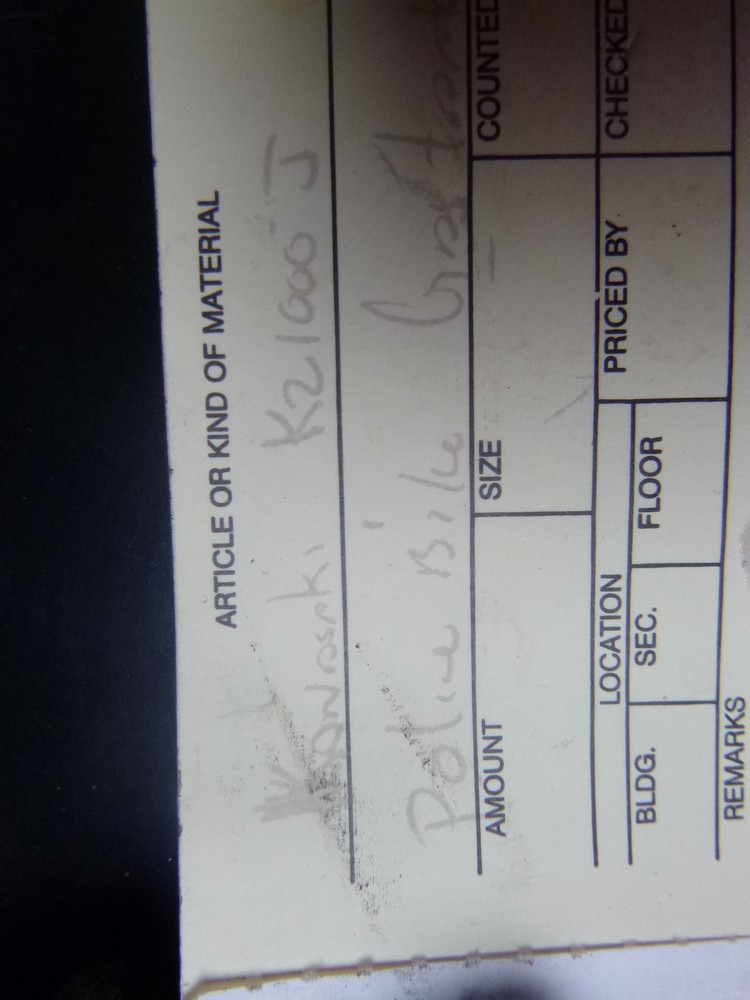 ARTICLE OR KIND OF MATERIAL
Kawasaki KZ1000 J
Police Bike
AMOUNT SIZE COUNTED
LOCATION PRICED BY CHECKED
BLDG. SEC. FLOOR
REMARKS